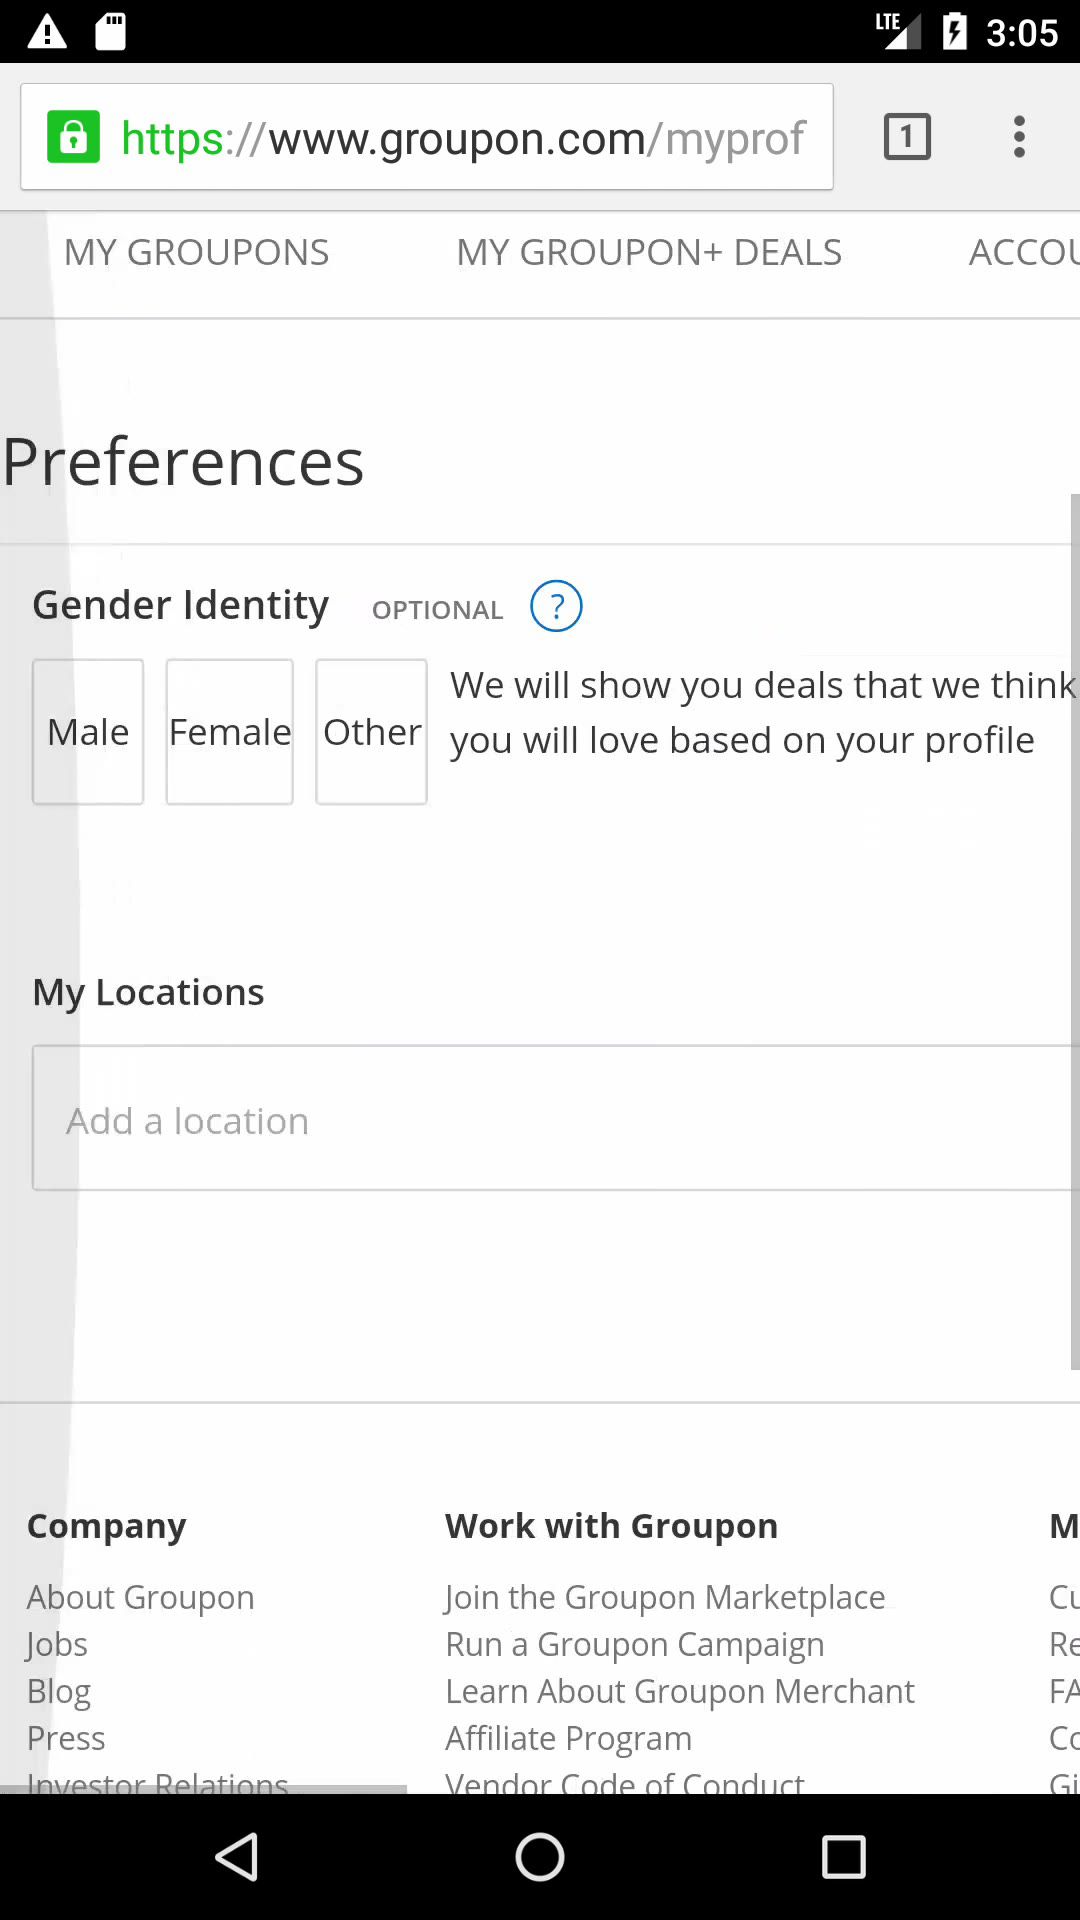 LTE 3:05
https://www.groupon.com/myprof 1
MY GROUPONS MY GROUPON+ DEALS ACCOU
Preferences
Gender Identity OPTIONAL ?
Male Female Other
We will show you deals that we think
you will love based on your profile
My Locations
Add a location
Company
About Groupon
Jobs
Blog
Press
Investor Relations
Work with Groupon
Join the Groupon Marketplace
Run a Groupon Campaign
Learn About Groupon Merchant
Affiliate Program
Vendor Code of Conduct
M
Cu
Re
FA
Co
Gi